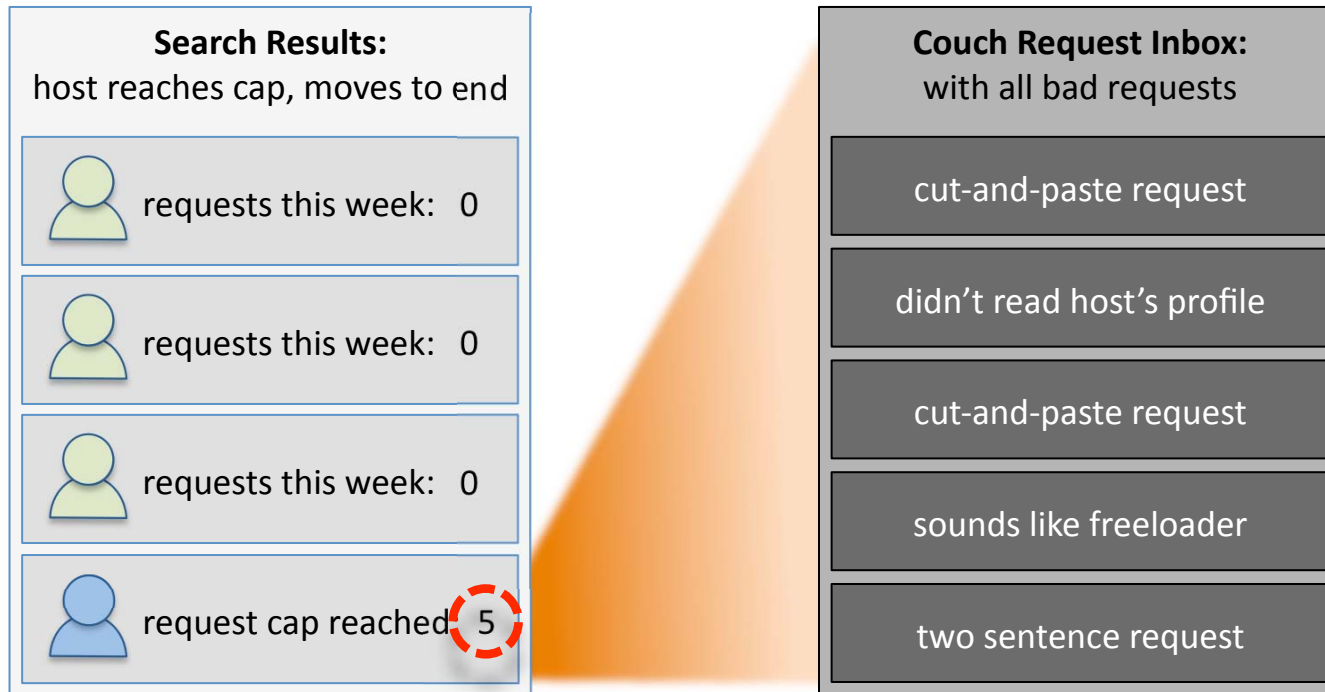 Search Results:
host reaches cap, moves to end
requests this week: 0
requests this week: 0
requests this week: 0
request cap reached 5
Couch Request Inbox:
with all bad requests
cut-and-paste request
didn’t read host’s profile
cut-and-paste request
sounds like freeloader
two sentence request